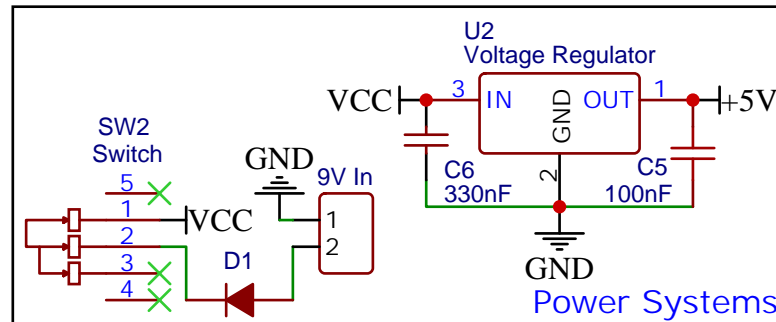 U2
Voltage Regulator
VCC
3
IN
GND
OUT
1
+5V
2
C6
330nF
C5
100nF
GND
SW2
Switch
5
1
2
3
4
VCC
GND
9V In
1
2
D1
Power Systems